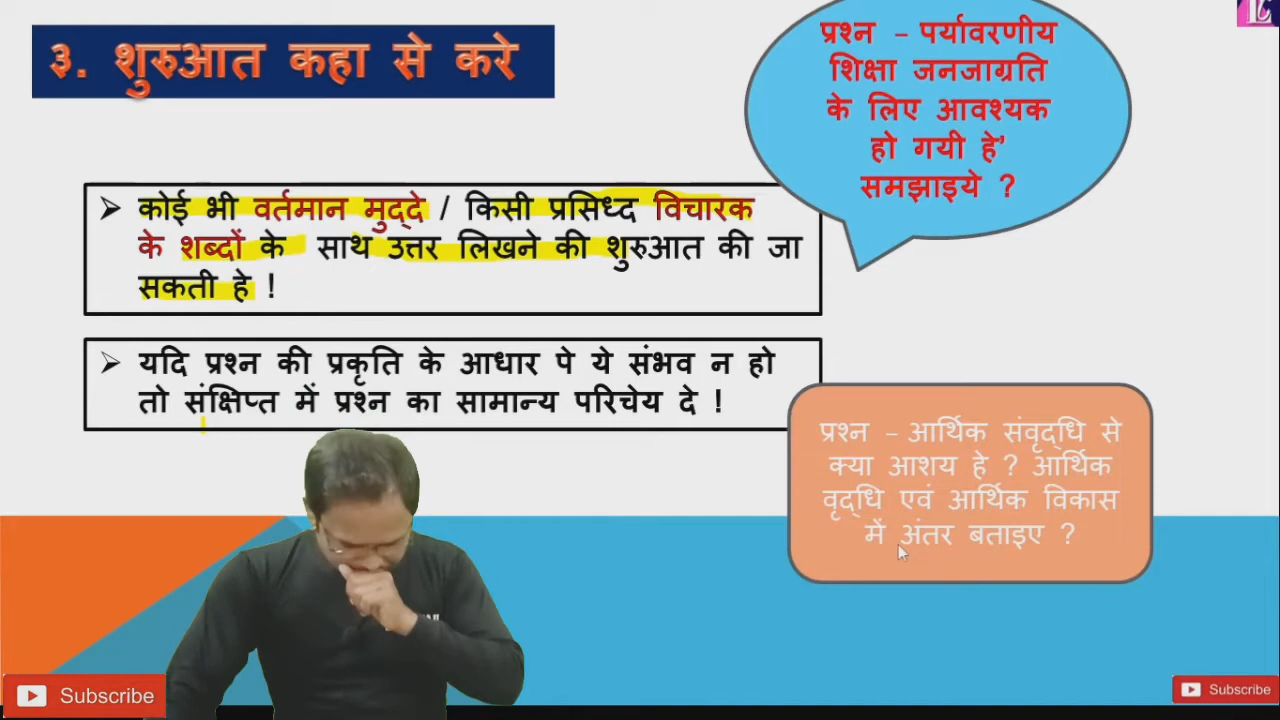 ३. शुरुआत कहा से करे
प्रश्न – पर्यावरणीय
शिक्षा जनजाग्रति
के लिए आवश्यक
हो गयी हे’
समझाइये ?
➢ कोई भी वर्तमान मुद्दे / किसी प्रसिध्द विचारक
के शब्दों के साथ उत्तर लिखने की शुरुआत की जा
सकती हे !
➢ यदि प्रश्न की प्रकृति के आधार पे ये संभव न हो
तो संक्षिप्त में प्रश्न का सामान्य परिचेय दे !
प्रश्न – आर्थिक संवृद्धि से
क्या आशय हे ? आर्थिक
वृद्धि एवं आर्थिक विकास
में अंतर बताइए ?
Subscribe
Subscribe